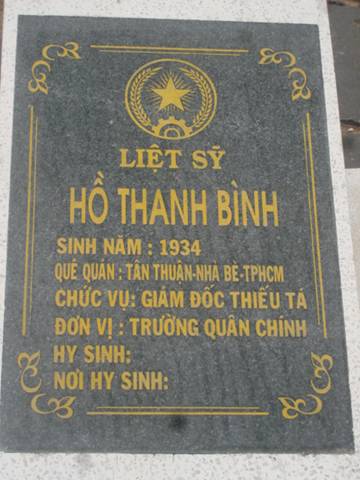 LIỆT SỸ
HỒ THANH BÌNH
SINH NĂM : 1934
QUÊ QUÁN : TÂN THUẬN-NHÀ BÈ-TPHCM
CHỨC VỤ: GIÁM ĐỐC THIẾU TÁ
ĐƠN VỊ : TRƯỜNG QUÂN CHÍNH
HY SINH:
NƠI HY SINH: